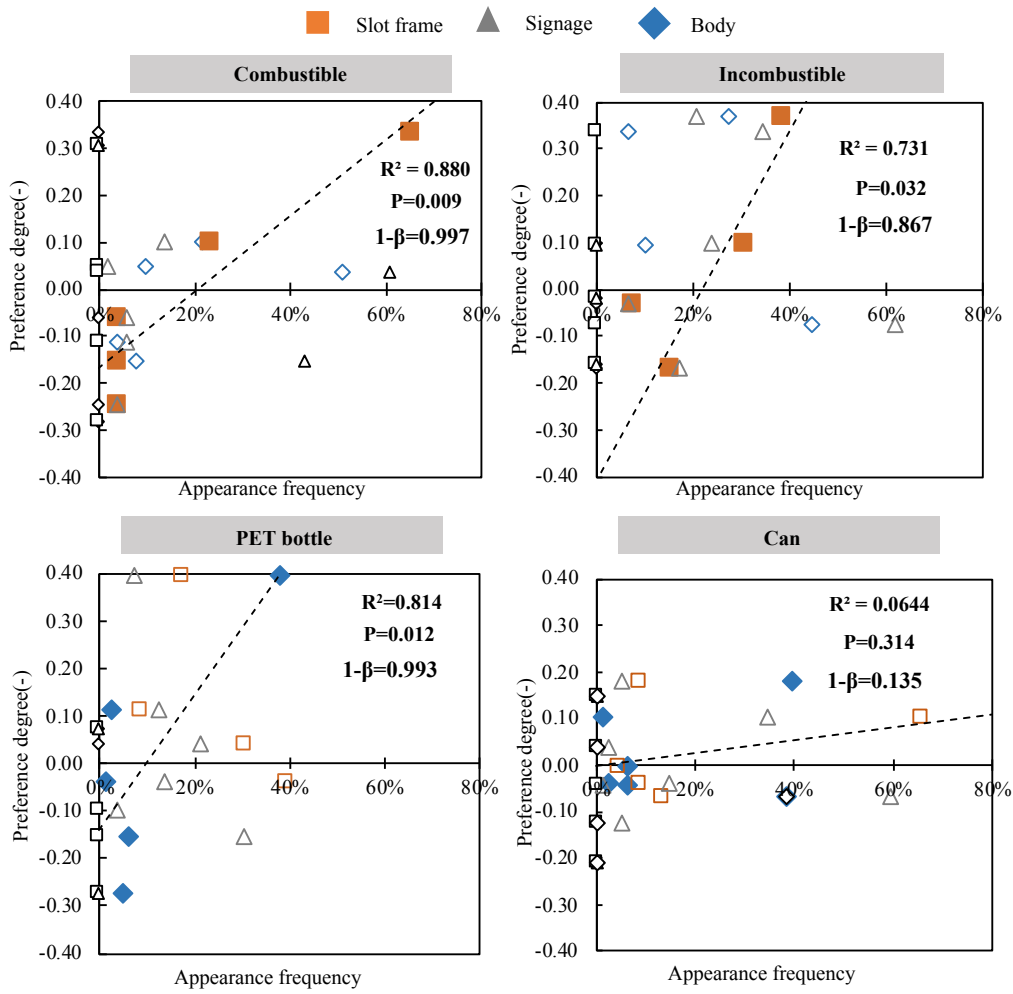 Slot frame Signage Body
Combustible
0.40
0.30
0.20
0.10
0.00
-0.10
-0.20
-0.30
-0.40
Preference degree(-)
0% 20% 40% 60% 80%
Appearance frequency
R² = 0.880
P=0.009
1-β=0.997
Incombustible
0.40
0.30
0.20
0.10
0.00
-0.10
-0.20
-0.30
-0.40
Preference degree(-)
0% 20% 40% 60% 80%
Appearance frequency
R² = 0.731
P=0.032
1-β=0.867
PET bottle
0.40
0.30
0.20
0.10
0.00
-0.10
-0.20
-0.30
-0.40
Preference degree(-)
0% 20% 40% 60% 80%
Appearance frequency
R²=0.814
P=0.012
1-β=0.993
Can
0.40
0.30
0.20
0.10
0.00
-0.10
-0.20
-0.30
-0.40
Preference degree(-)
0% 20% 40% 60% 80%
Appearance frequency
R² = 0.0644
P=0.314
1-β=0.135